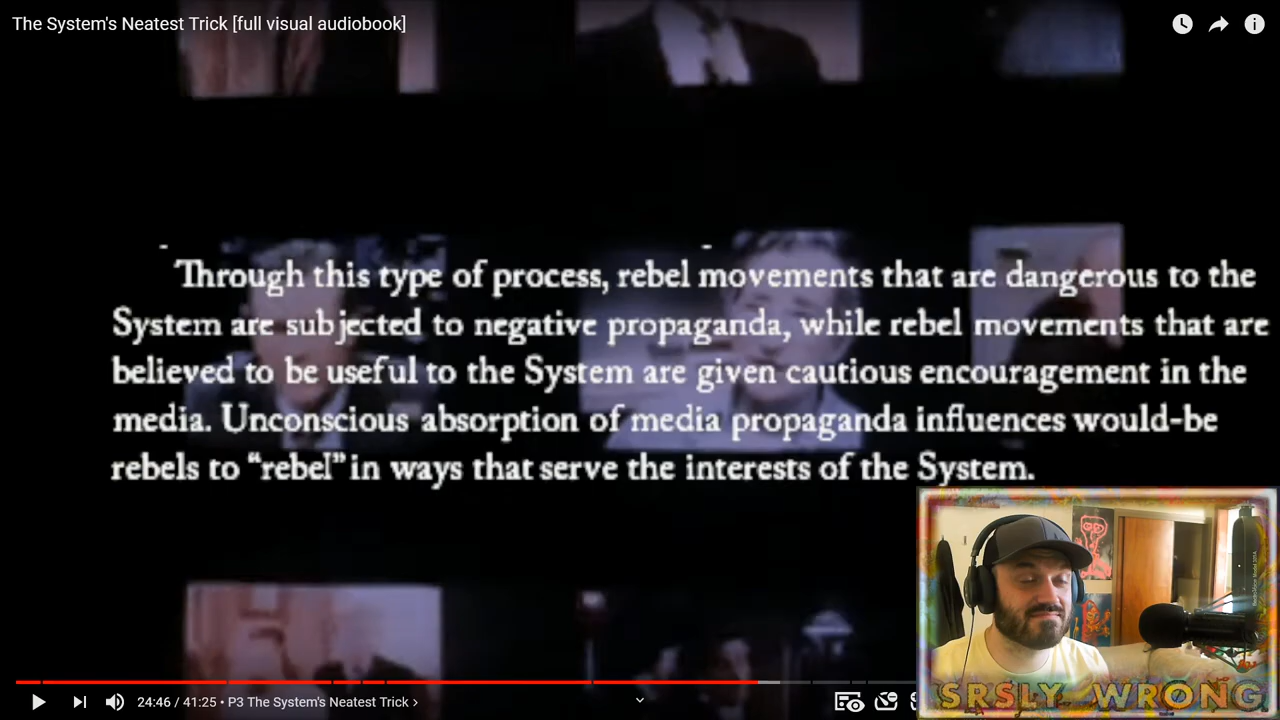 The System's Neatest Trick [full visual audiobook]
Through this type of process, rebel movements that are dangerous to the
System are subjected to negative propaganda, while rebel movements that are
believed to be useful to the System are given cautious encouragement in the
media. Unconscious absorption of media propaganda influences would-be
rebels to “rebel” in ways that serve the interests of the System.
24:46 / 41:25 • P3 The System's Neatest Trick >
SRSLY WRONG